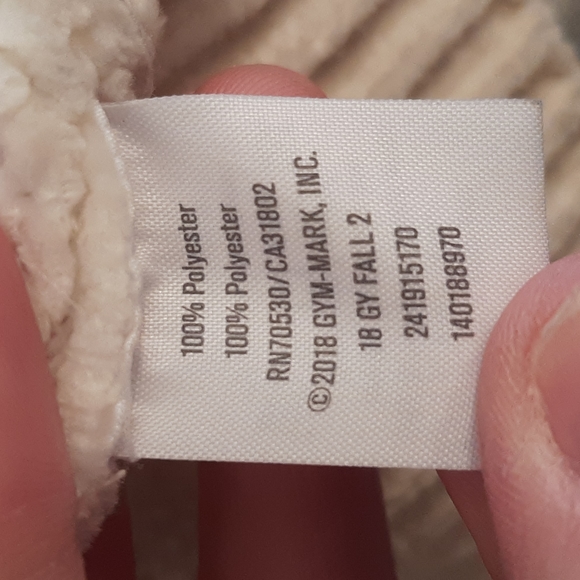 100% Polyester
100% Polyester
RN70530/CA31802
©2018 GYM-MARK, INC.
18 GY FALL 2
241915170
140188970